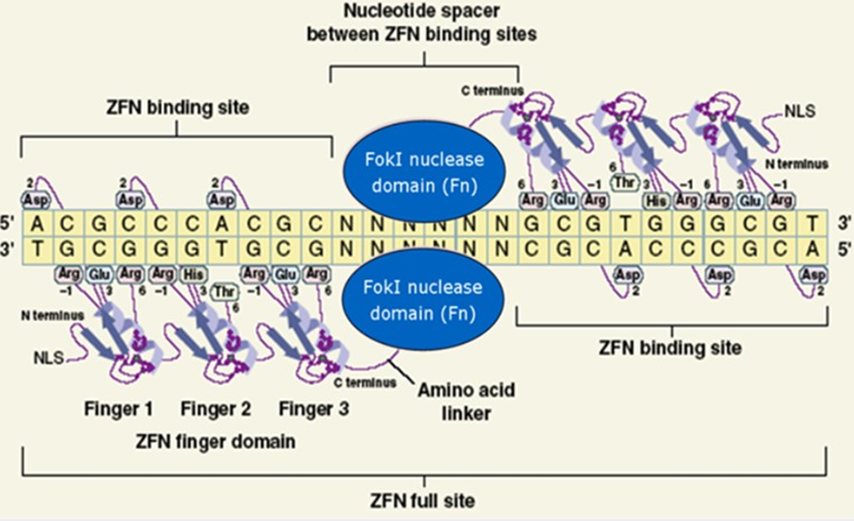 Nucleotide spacer
between ZFN binding sites
C terminus
ZFN binding site
NLS
N terminus
FokI nuclease
domain (Fn)
2 2 2
Asp Asp Asp
6 3 –1 6 3 –1 6 3 –1
Arg Glu Arg Thr His Arg Arg Glu Arg
5' A C G C C C A C G C N N N N N N G C G T G G G C G T 3'
3' T G C G G G T G C G N N N N N N C G C A C C C G C A 5'
Arg Glu Arg Arg His Thr Arg Glu Arg
–1 3 6 –1 3 6 –1 3 6
Asp Asp Asp
2 2 2
FokI nuclease
domain (Fn)
N terminus
NLS
C terminus
ZFN binding site
Amino acid
linker
Finger 1 Finger 2 Finger 3
ZFN finger domain
ZFN full site